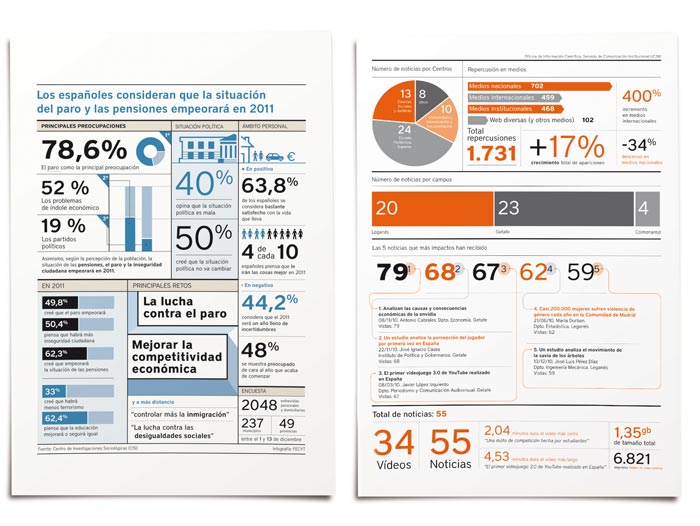 Los españoles consideran que la situación
del paro y las pensiones empeorará en 2011
PRINCIPALES PREOCUPACIONES
78,6%
El paro como la principal preocupación
1º
52 %
Los problemas
de índole económico
2º
19 %
Los partidos
políticos
3º
Asimismo, según la percepción de la población, la
situación de las pensiones, el paro y la inseguridad
ciudadana empeorará en 2011.
SITUACIÓN POLÍTICA
40%
opina que la situación
política es mala
50%
creé que la situación
política no va cambiar
ÁMBITO PERSONAL
€
En positivo
63,8%
de los españoles se
considera bastante
satisfecho con la vida
que lleva
4 de cada 10
españoles piensa que le
irán las cosas mejor en 2011
En negativo
44,2%
considera que el 2011
será un año lleno de
incertidumbres
48%
se muestra preocupado
de cara al año que acaba
de comenzar
EN 2011
49,8%
creé que el paro empeorará
50,4%
piensa que habrá más
inseguridad ciudadana
62,3%
creé que empeorá
la situación de las pensiones
33%
creé que habrá
menos terrorismo
62,4%
piensa que la educación
mejorará o seguirá igual
PRINCIPALES RETOS
La lucha
contra el paro
Mejorar la
competitividad
económica
y a más distancia
“controlar más la inmigración”
“La lucha contra las
desigualdades sociales”
ENCUESTA
2048 entrevistas
personales
y domiciliarias
237
municipios
49
provincias
entre el 1 y 13 de diciembre
Fuente: Centro de Investigaciones Sociológicas (CIS)
Infografía: FECYT
Oficina de Información Científica. Servicio de Comunicación Institucional UC3M
Número de noticias por Centros
13
Ciencias
Sociales
y Jurídicas
8
Otros
10
24
Escuela
Politécnica
Superior
Repercusión en medios
Medios nacionales 702
Medios internacionales 459
Medios institucionales 468
Web diversas (y otros medios) 102
400%
incremento
en medios
internacionales
Total
repercusiones
1.731
+17%
crecimiento total de apariciones
-34%
descenso en
medios nacionales
Número de noticias por campus
20
Leganés
23
Getafe
4
Colmenarejo
Las 5 noticias que más impactos han recibido
79 1 68 2 67 3 62 4 59 5
1. Analizan las causas y consecuencias
económicas de la envidia
08/11/10. Antonio Cabrales. Dpto. Economía, Getafe
Vistas: 79
2. Un estudio analiza la percepción del jugador
por primera vez en España
22/11/10. José Ignacio Cases
Instituto de Política y Gobernanza. Getafe
Vistas: 68
3. El primer videojuego 3.0 de YouTube realizado
en España
08/03/10. Javier López Izquierdo
Dpto. Periodismo y Comunicación Audiovisual. Getafe
Vistas: 67
4. Casi 200.000 mujeres sufren violencia de
género cada año en la Comunidad de Madrid
21/06/10. María Durban
Dpto. Estadística, Leganés
Vistas: 62
5. Un estudio analiza el movimiento de
la savia de los árboles
13/12/10. José Luis Pérez Díaz
Dpto. Ingeniería Mecánica. Leganés
Vistas: 59
Total de noticias: 55
34
Vídeos
55
Noticias
2,04 minutos dura el vídeo más corto
“Una moto de competición hecha por estudiantes”
4,53 minutos dura el vídeo más largo
“El primer videojuego 3.0 de YouTube realizado en España”
1,35gb
de tamaño total
6.821